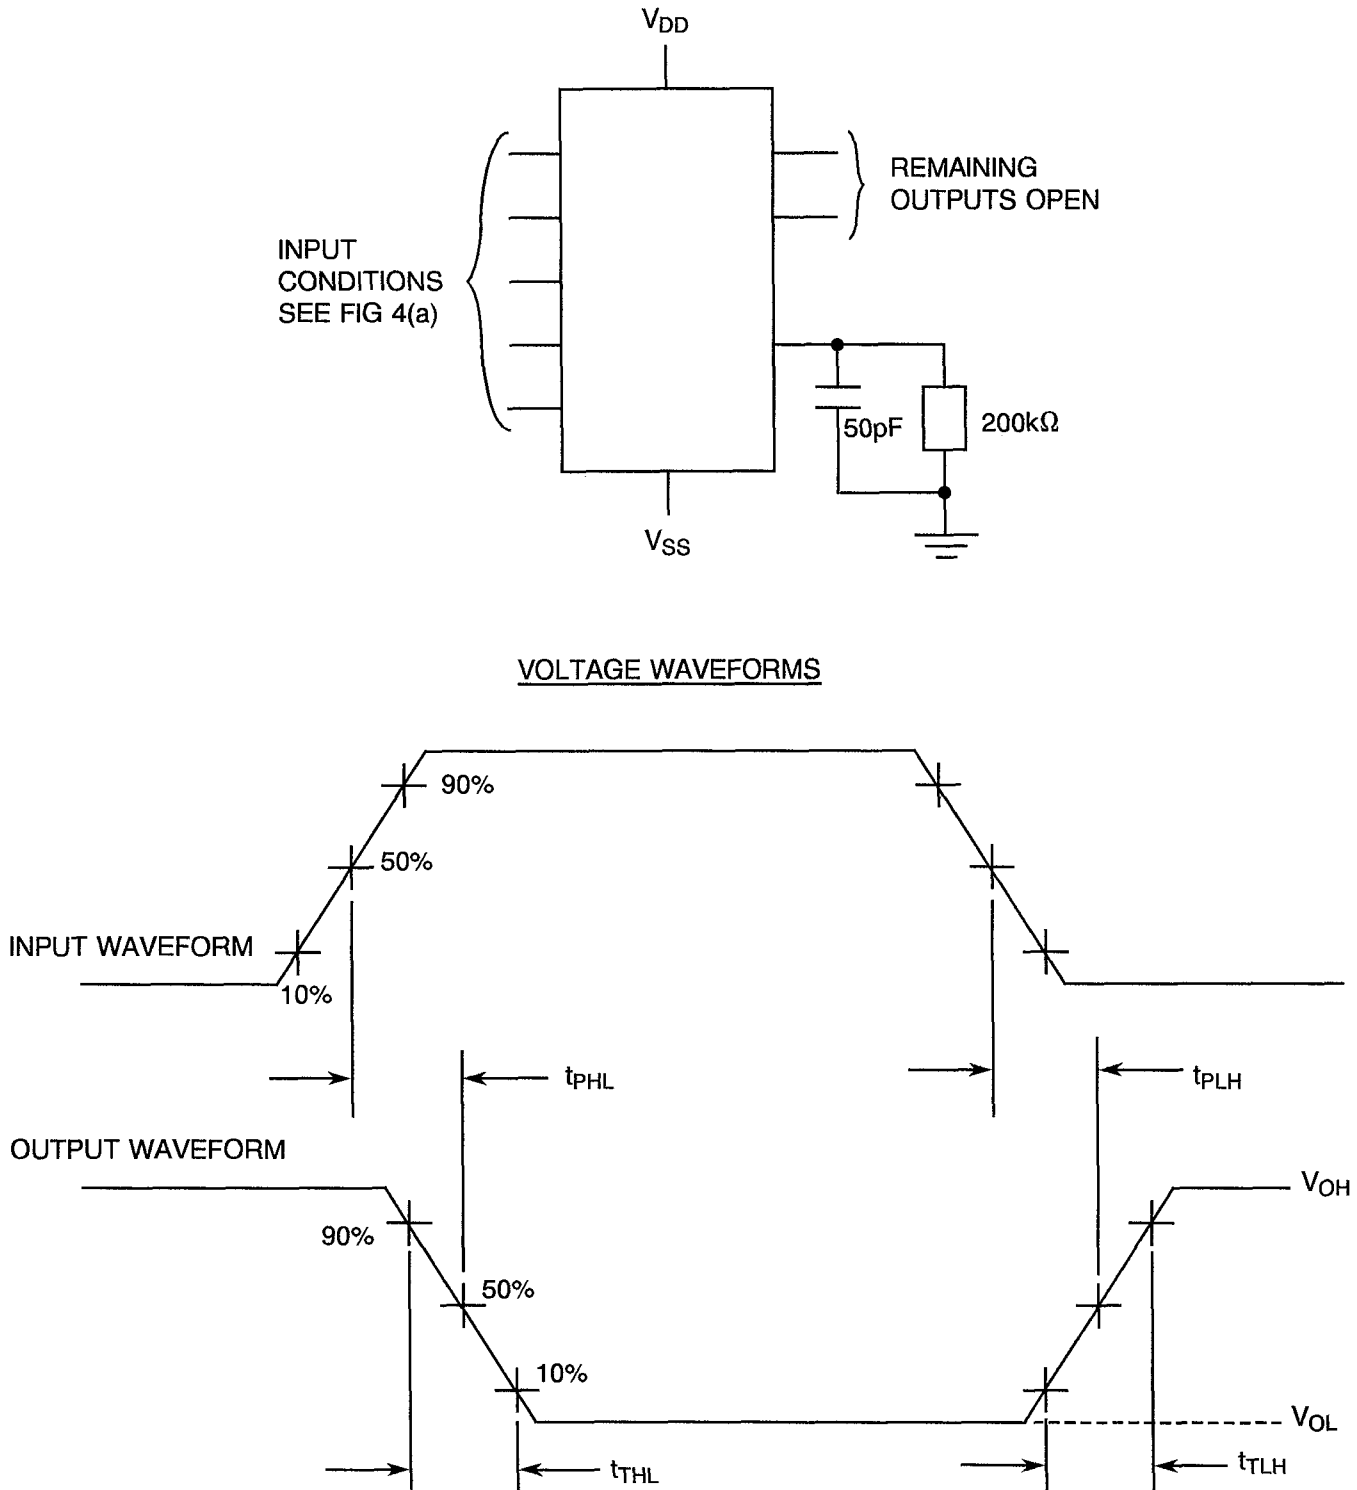 VDD
REMAINING
OUTPUTS OPEN
INPUT
CONDITIONS
SEE FIG 4(a)
50pF
200kΩ
VSS
VOLTAGE WAVEFORMS
90%
50%
INPUT WAVEFORM
10%
tPHL
tPLH
OUTPUT WAVEFORM
VOH
90%
50%
10%
VOL
tTHL
tTLH